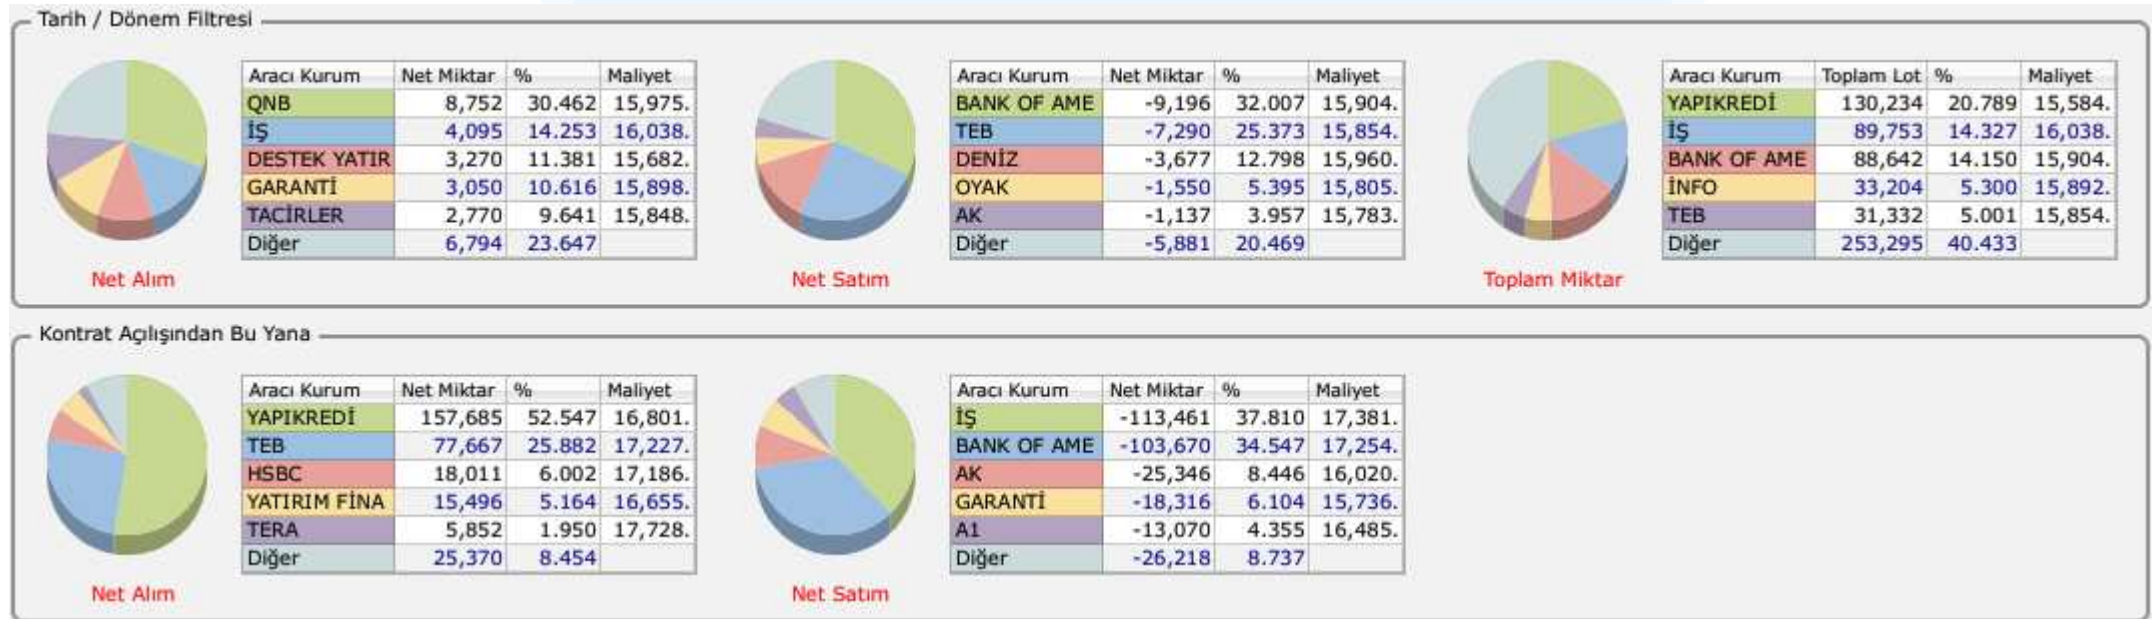 Tarih / Dönem Filtresi
Aracı Kurum Net Miktar % Maliyet
QNB 8,752 30.462 15,975.
İŞ 4,095 14.253 16,038.
DESTEK YATIR 3,270 11.381 15,682.
GARANTİ 3,050 10.616 15,898.
TACİRLER 2,770 9.641 15,848.
Diğer 6,794 23.647
Net Alım
Aracı Kurum Net Miktar % Maliyet
BANK OF AME -9,196 32.007 15,904.
TEB -7,290 25.373 15,854.
DENİZ -3,677 12.798 15,960.
OYAK -1,550 5.395 15,805.
AK -1,137 3.957 15,783.
Diğer -5,881 20.469
Net Satım
Aracı Kurum Toplam Lot % Maliyet
YAPIKREDİ 130,234 20.789 15,584.
İŞ 89,753 14.327 16,038.
BANK OF AME 88,642 14.150 15,904.
İNFO 33,204 5.300 15,892.
TEB 31,332 5.001 15,854.
Diğer 253,295 40.433
Toplam Miktar
Kontrat Açılışından Bu Yana
Aracı Kurum Net Miktar % Maliyet
YAPIKREDİ 157,685 52.547 16,801.
TEB 77,667 25.882 17,227.
HSBC 18,011 6.002 17,186.
YATIRIM FİNA 15,496 5.164 16,655.
TERA 5,852 1.950 17,728.
Diğer 25,370 8.454
Net Alım
Aracı Kurum Net Miktar % Maliyet
İŞ -113,461 37.810 17,381.
BANK OF AME -103,670 34.547 17,254.
AK -25,346 8.446 16,020.
GARANTİ -18,316 6.104 15,736.
A1 -13,070 4.355 16,485.
Diğer -26,218 8.737
Net Satım